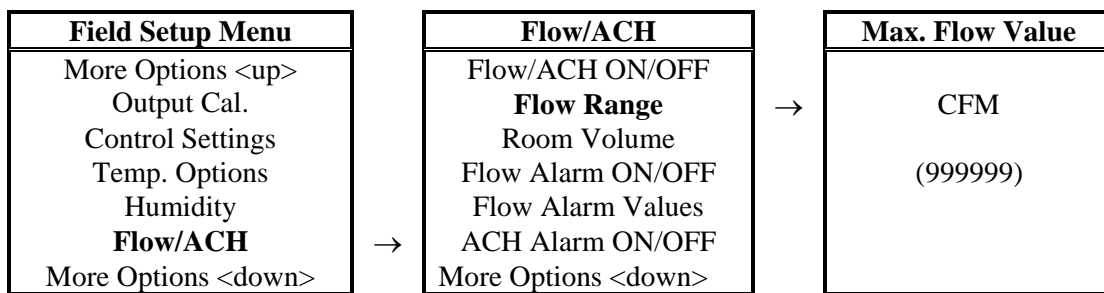 Field Setup Menu
More Options <up>
Output Cal.
Control Settings
Temp. Options
Humidity
Flow/ACH
More Options <down>
→
Flow/ACH
Flow/ACH ON/OFF
Flow Range
Room Volume
Flow Alarm ON/OFF
Flow Alarm Values
ACH Alarm ON/OFF
More Options <down>
→
Max. Flow Value
CFM
(999999)